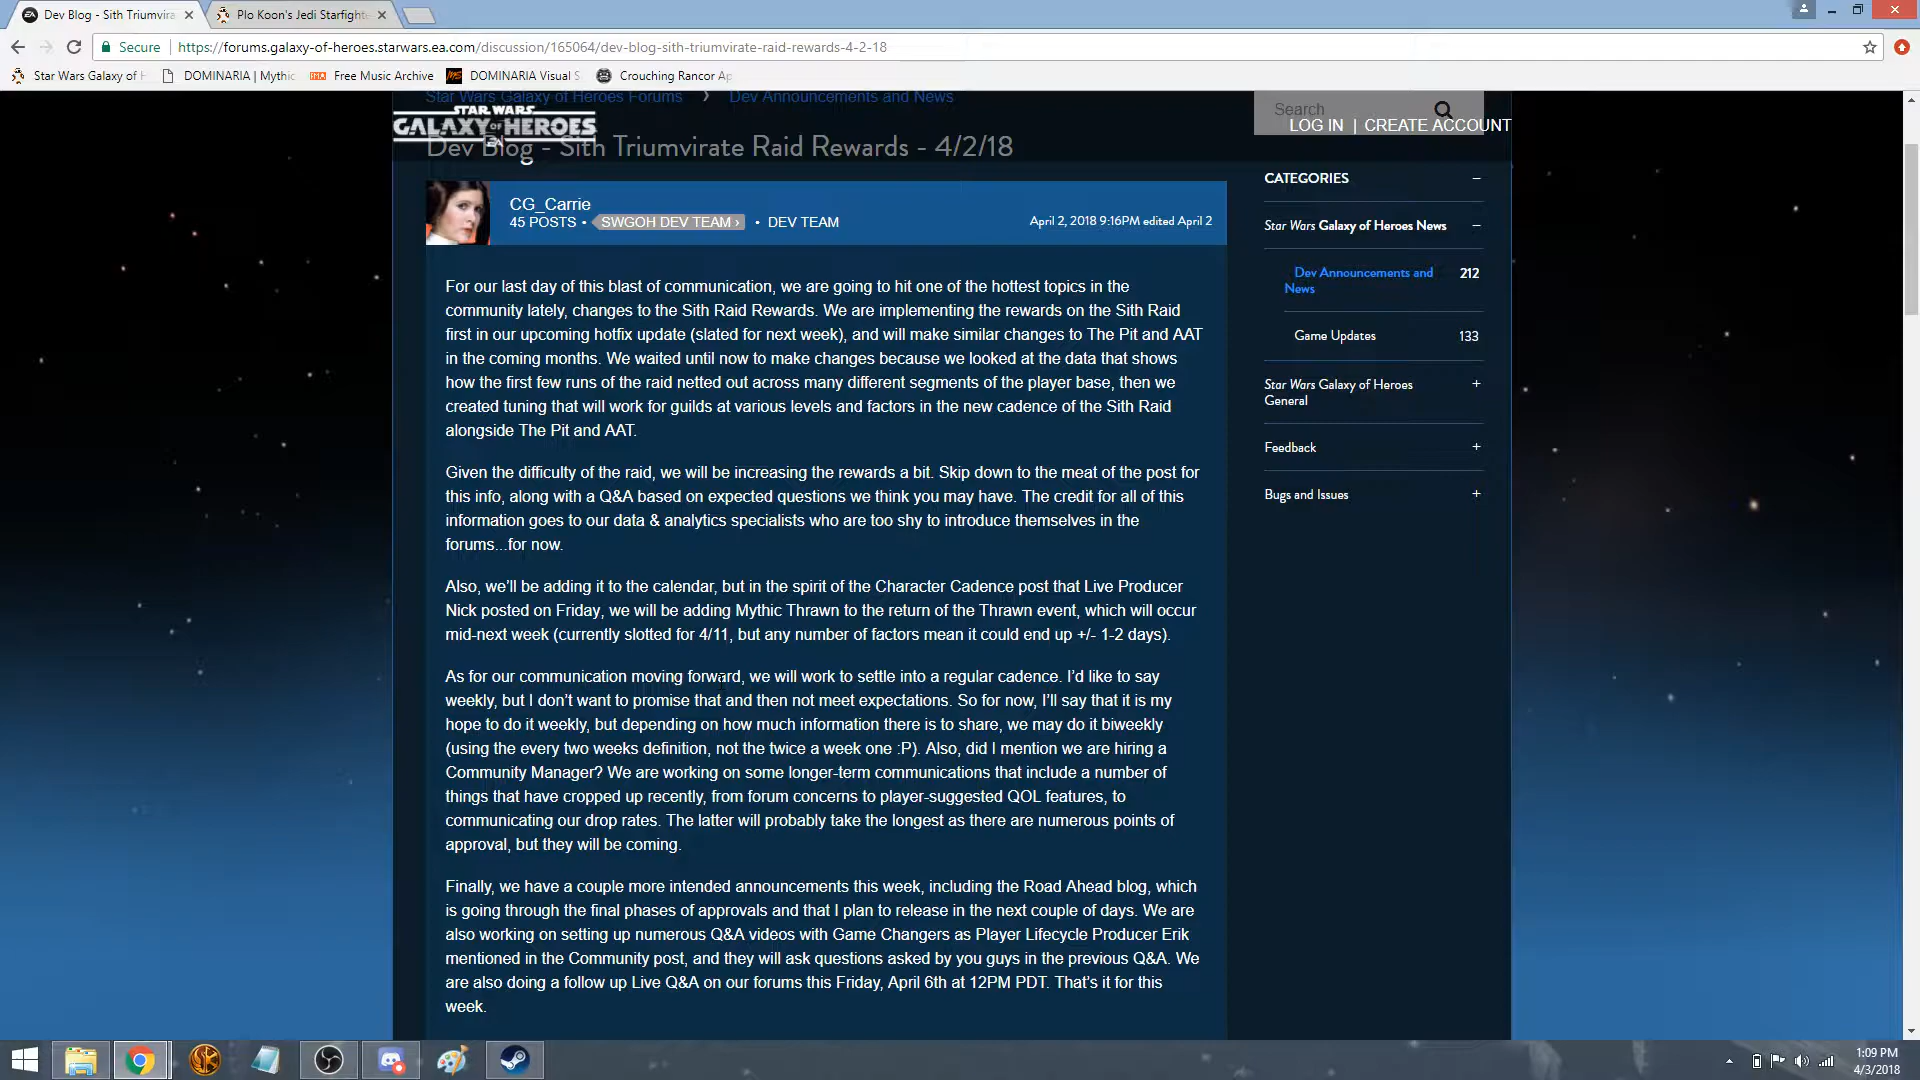 Dev Blog - Sith Triumvira
Plo Koon's Jedi Starfighte
Secure
https://forums.galaxy-of-heroes.starwars.ea.com/discussion/165064/dev-blog-sith-triumvirate-raid-rewards-4-2-18
Star Wars Galaxy of H
DOMINARIA | Mythic
Free Music Archive
DOMINARIA Visual S
Crouching Rancor Ap
Star Wars Galaxy of Heroes Forums › Dev Announcements and News
STAR WARS
GALAXY OF HEROES
EA
Search
LOG IN | CREATE ACCOUNT
Dev Blog - Sith Triumvirate Raid Rewards - 4/2/18
CG_Carrie
45 POSTS • SWGOH DEV TEAM › • DEV TEAM
April 2, 2018 9:16PM edited April 2
For our last day of this blast of communication, we are going to hit one of the hottest topics in the
community lately, changes to the Sith Raid Rewards. We are implementing the rewards on the Sith Raid
first in our upcoming hotfix update (slated for next week), and will make similar changes to The Pit and AAT
in the coming months. We waited until now to make changes because we looked at the data that shows
how the first few runs of the raid netted out across many different segments of the player base, then we
created tuning that will work for guilds at various levels and factors in the new cadence of the Sith Raid
alongside The Pit and AAT.
Given the difficulty of the raid, we will be increasing the rewards a bit. Skip down to the meat of the post for
this info, along with a Q&A based on expected questions we think you may have. The credit for all of this
information goes to our data & analytics specialists who are too shy to introduce themselves in the
forums...for now.
Also, we’ll be adding it to the calendar, but in the spirit of the Character Cadence post that Live Producer
Nick posted on Friday, we will be adding Mythic Thrawn to the return of the Thrawn event, which will occur
mid-next week (currently slotted for 4/11, but any number of factors mean it could end up +/- 1-2 days).
As for our communication moving forward, we will work to settle into a regular cadence. I’d like to say
weekly, but I don’t want to promise that and then not meet expectations. So for now, I’ll say that it is my
hope to do it weekly, but depending on how much information there is to share, we may do it biweekly
(using the every two weeks definition, not the twice a week one :P). Also, did I mention we are hiring a
Community Manager? We are working on some longer-term communications that include a number of
things that have cropped up recently, from forum concerns to player-suggested QOL features, to
communicating our drop rates. The latter will probably take the longest as there are numerous points of
approval, but they will be coming.
Finally, we have a couple more intended announcements this week, including the Road Ahead blog, which
is going through the final phases of approvals and that I plan to release in the next couple of days. We are
also working on setting up numerous Q&A videos with Game Changers as Player Lifecycle Producer Erik
mentioned in the Community post, and they will ask questions asked by you guys in the previous Q&A. We
are also doing a follow up Live Q&A on our forums this Friday, April 6th at 12PM PDT. That’s it for this
week.
CATEGORIES −
Star Wars Galaxy of Heroes News −
Dev Announcements and 212
News
Game Updates 133
Star Wars Galaxy of Heroes +
General
Feedback +
Bugs and Issues +
1:09 PM
4/3/2018